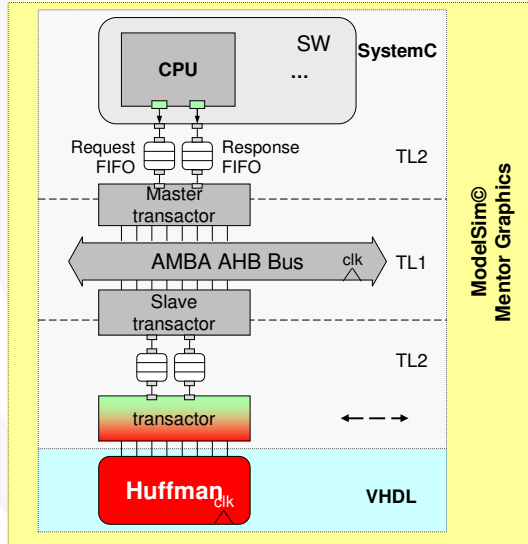 SW
SystemC
CPU
...
Request
FIFO
Response
FIFO
TL2
Master
transactor
AMBA AHB Bus
clk
TL1
Slave
transactor
TL2
transactor
Huffman
clk
VHDL
ModelSim©
Mentor Graphics